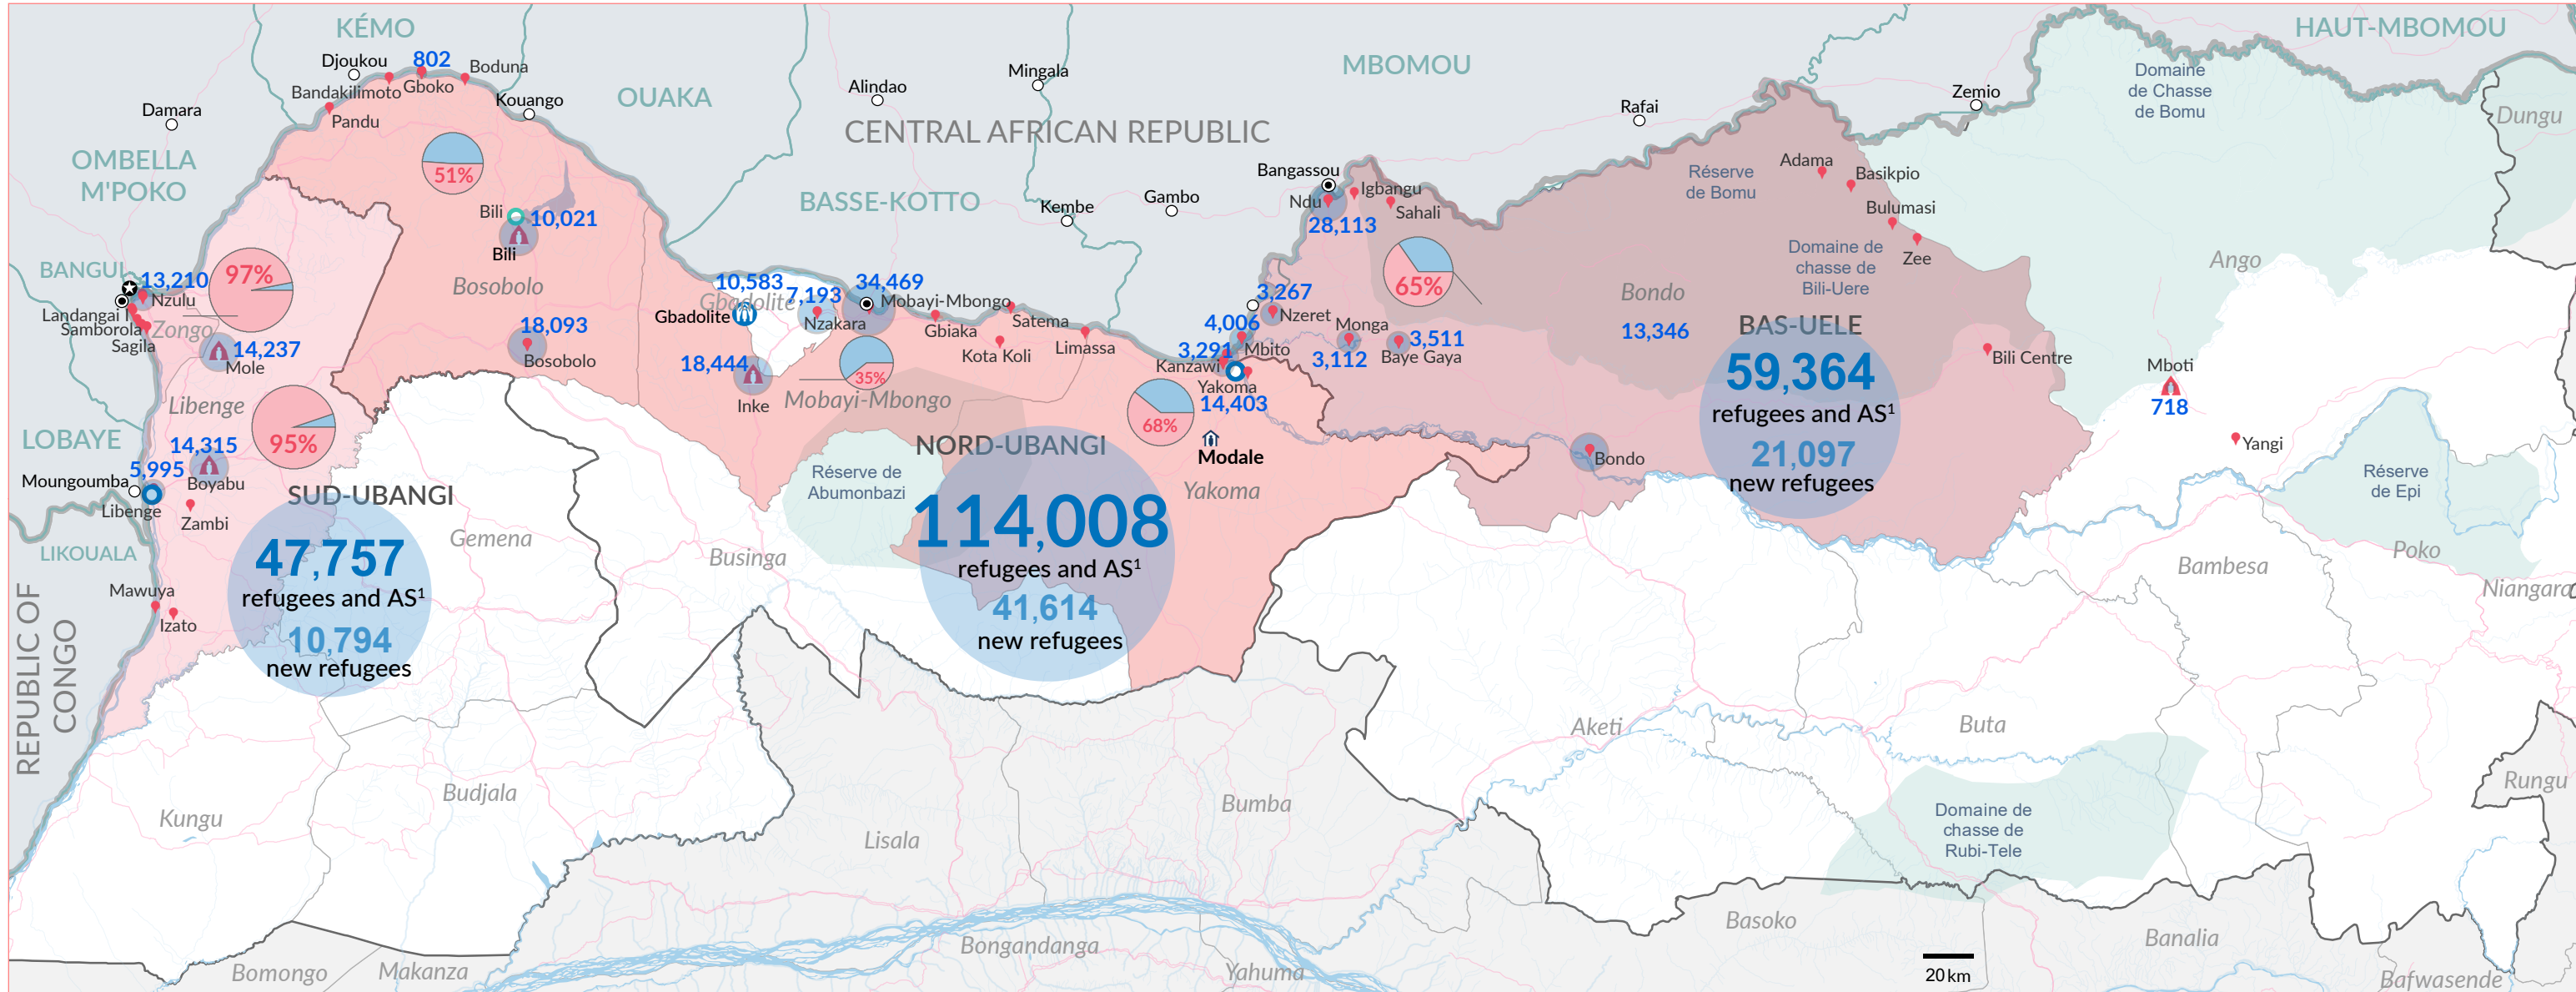 KÉMO
HAUT-MBOMOU
Djoukou
802
Boduna
Bandakilimoto
Gboko
Kouango
Pandu
Damara
OUAKA
Alindao
Mingala
MBOMOU
Domaine
de Chasse
de Bomu
Zemio
Rafai
Dungu
CENTRAL AFRICAN REPUBLIC
OMBELLA
M'POKO
51%
BASSE-KOTTO
Gambo
Kembe
Bangassou
Ndu
Igbangu
Sahali
28,113
Réserve
de Bomu
Adama
Basikpio
Bulumasi
Zee
Domaine de
chasse de
Bili-Uere
Ango
Bili
10,021
Bili
Bosobolo
BANGUI
13,210
Nzulu
97%
Landangai I
Samborola
Sagila
Zongo
14,237
Mole
10,583
Gbadolite
7,193
34,469
Gbadolite
Nzakara
Mobayi-Mbongo
Gbiaka
Satema
Kota Koli
Limassa
18,093
Bosobolo
18,444
Inke
35%
Mobayi-Mbongo
3,267
Nzeret
4,006
Mbito
3,291
Kanzawi
Yakoma
14,403
Monga
3,112
3,511
Baye Gaya
65%
Bondo
13,346
BAS-UELE
59,364
refugees and AS¹
21,097
new refugees
Bili Centre
Mboti
718
Yangi
Libenge
95%
LOBAYE
14,315
5,995
Moungoumba
Boyabu
Libenge
Zambi
68%
Modale
Yakoma
Bondo
NORD-UBANGI
Réserve de
Abumonbazi
114,008
refugees and AS¹
41,614
new refugees
SUD-UBANGI
47,757
refugees and AS¹
10,794
new refugees
Gemena
Businga
Réserve
de Epi
Poko
Bambesa
Niangara
LIKOUALA
Mawuya
Izato
REPUBLIC OF
CONGO
Aketi
Buta
Rungu
Kungu
Budjala
Lisala
Bumba
Domaine de
chasse de
Rubi-Tele
Basoko
Banalia
Bongandanga
Yahuma
Bomongo
Makanza
20 km
Bafwasende